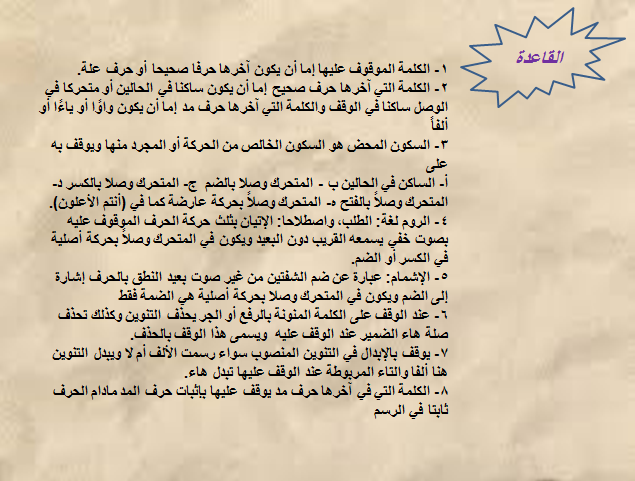 القاعدة
١- الكلمة الموقوف عليها إما أن يكون آخرها حرفا صحيحا أو حرف علة.
٢- الكلمة التي آخرها حرف صحيح إما أن يكون ساكنا في الحالين أو متحركا في
الوصل ساكنا في الوقف والكلمة التي آخرها حرف مد إما أن يكون واوًا أو ياءًا أو
ألفاً
٣- السكون المحض هو السكون الخالص من الحركة أو المجرد منها ويوقف به
على
أ- الساكن في الحالين ب - المتحرك وصلا بالضم ج- المتحرك وصلا بالكسر د-
المتحرك وصلاً بالفتح ه- المتحرك وصلاً بحركة عارضة كما في (أنتم الأعلون).
٤- الروم لغة: الطلب، واصطلاحا: الإتيان بثلث حركة الحرف الموقوف عليه
بصوت خفي يسمعه القريب دون البعيد ويكون في المتحرك وصلاً بحركة أصلية
في الكسر أو الضم.
٥- الإشمام: عبارة عن ضم الشفتين من غير صوت بعيد النطق بالحرف إشارة
إلى الضم ويكون في المتحرك وصلا بحركة أصلية هي الضمة فقط
٦- عند الوقف على الكلمة المنونة بالرفع أو الجر يحذف التنوين وكذلك تحذف
صلة هاء الضمير عند الوقف عليه ويسمى هذا الوقف بالحذف.
٧- يوقف بالإبدال في التنوين المنصوب سواء رسمت الألف أم لا ويبدل التنوين
هنا ألفا والتاء المربوطة عند الوقف عليها تبدل هاء.
٨- الكلمة التي في آخرها حرف مد يوقف عليها بإثبات حرف المد مادام الحرف
ثابتا في الرسم